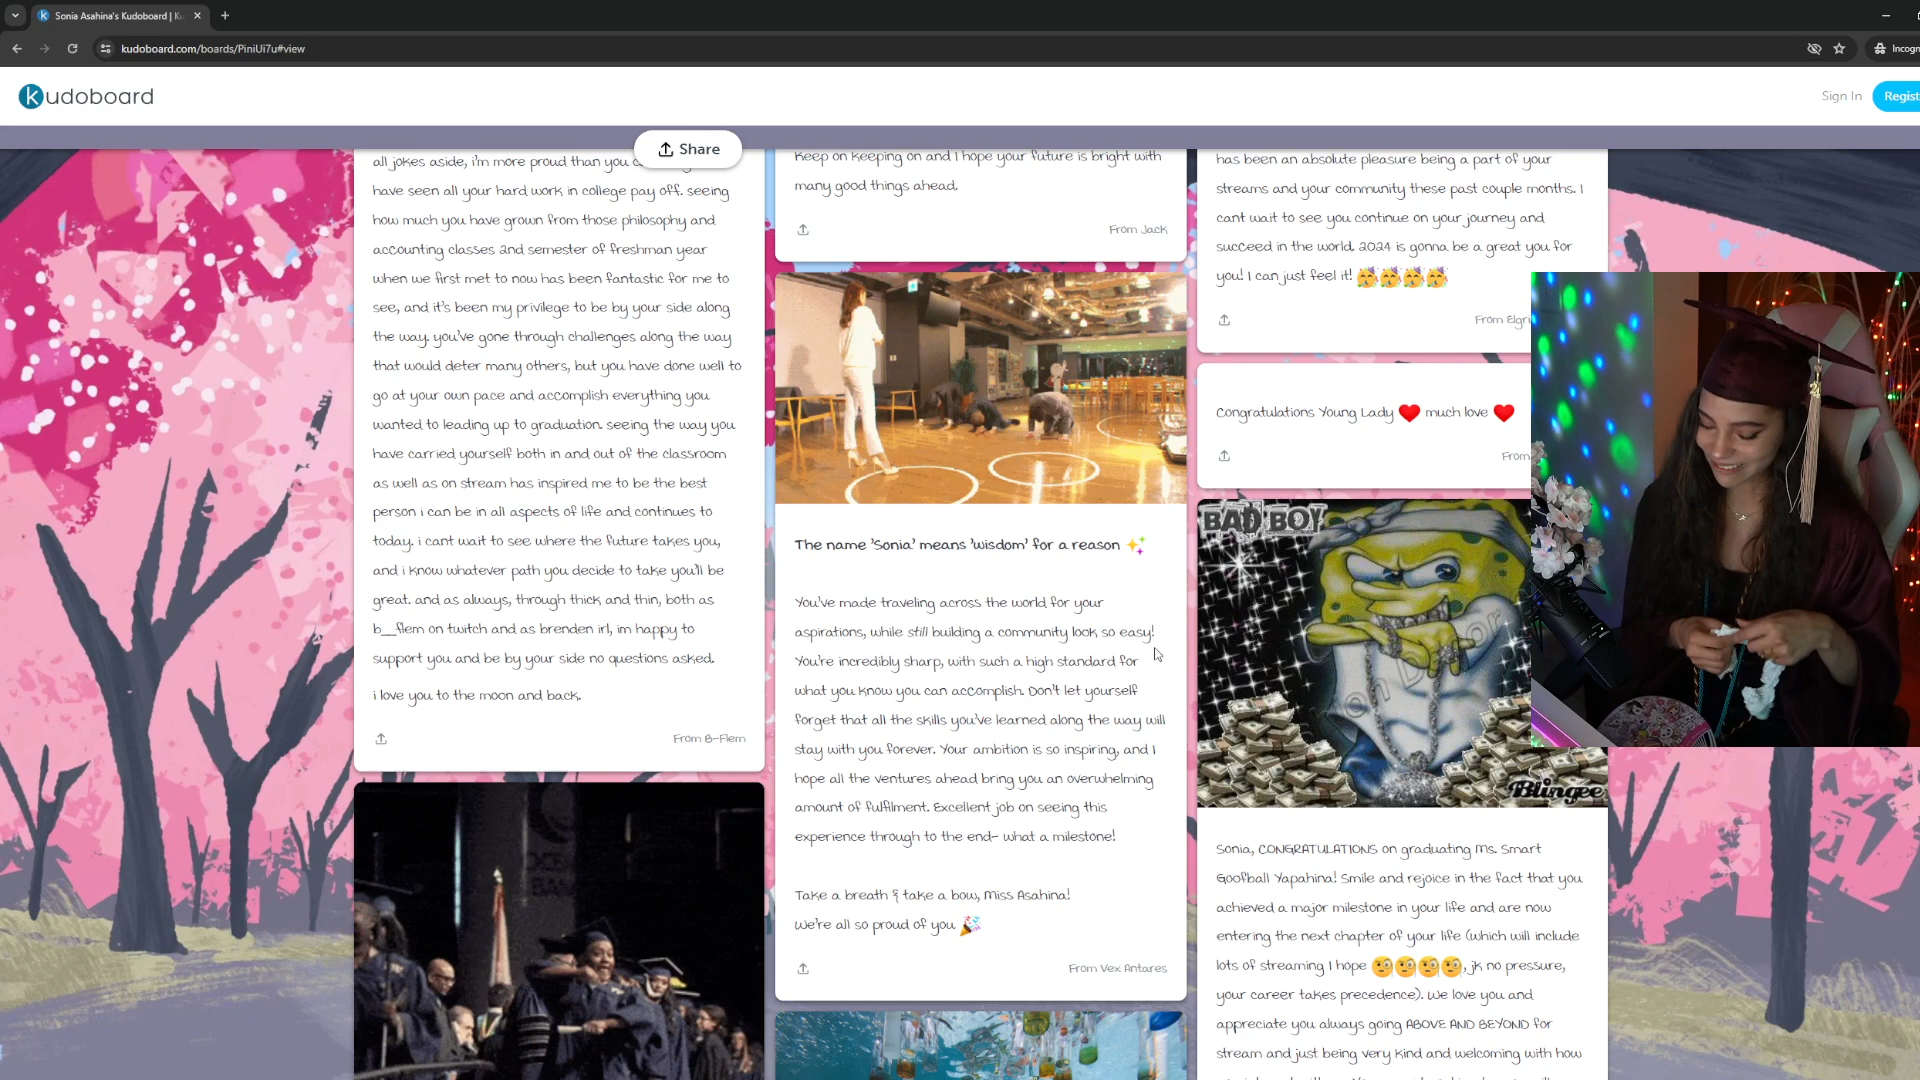 Sonia Asahina's Kudoboard | K
kudoboard.com/boards/PiniUi7u#view
Incogn
kudoboard
Sign In
Regist
Share
all jokes aside, i'm more proud than you
have seen all your hard work in college pay off. seeing
how much you have grown from those philosophy and
accounting classes 2nd semester of freshman year
when we first met to now has been fantastic for me to
see, and it's been my privilege to be by your side along
the way. you've gone through challenges along the way
that would deter many others, but you have done well to
go at your own pace and accomplish everything you
wanted to leading up to graduation. seeing the way you
have carried yourself both in and out of the classroom
as well as on stream has inspired me to be the best
person i can be in all aspects of life and continues to
today. i cant wait to see where the future takes you,
and i know whatever path you decide to take you'll be
great. and as always, through thick and thin, both as
b__flem on twitch and as brenden irl, im happy to
support you and be by your side no questions asked.
i love you to the moon and back.
From B-Flem
Keep on keeping on and I hope your future is bright with
many good things ahead.
From Jack
The name 'Sonia' means 'wisdom' for a reason ✨
You've made traveling across the world for your
aspirations, while still building a community look so easy!
You're incredibly sharp, with such a high standard for
what you know you can accomplish. Don't let yourself
forget that all the skills you've learned along the way will
stay with you forever. Your ambition is so inspiring, and I
hope all the ventures ahead bring you an overwhelming
amount of fulfilment. Excellent job on seeing this
experience through to the end- what a milestone!
Take a breath & take a bow, Miss Asahina!
We're all so proud of you 🎉
From Vex Antares
has been an absolute pleasure being a part of your
streams and your community these past couple months. I
cant wait to see you continue on your journey and
succeed in the world. 2024 is gonna be a great you for
you! I can just feel it! 🥳🥳🥳🥳
From Elgri
Congratulations Young Lady ❤️ much love ❤️
From
BAD BOY
Blingee
Sonia, CONGRATULATIONS on graduating Ms. Smart
Goofball Yapahina! Smile and rejoice in the fact that you
achieved a major milestone in your life and are now
entering the next chapter of your life (which will include
lots of streaming I hope 🧐🧐🧐🧐, jk no pressure,
your career takes precedence). We love you and
appreciate you always going ABOVE AND BEYOND for
stream and just being very kind and welcoming with how